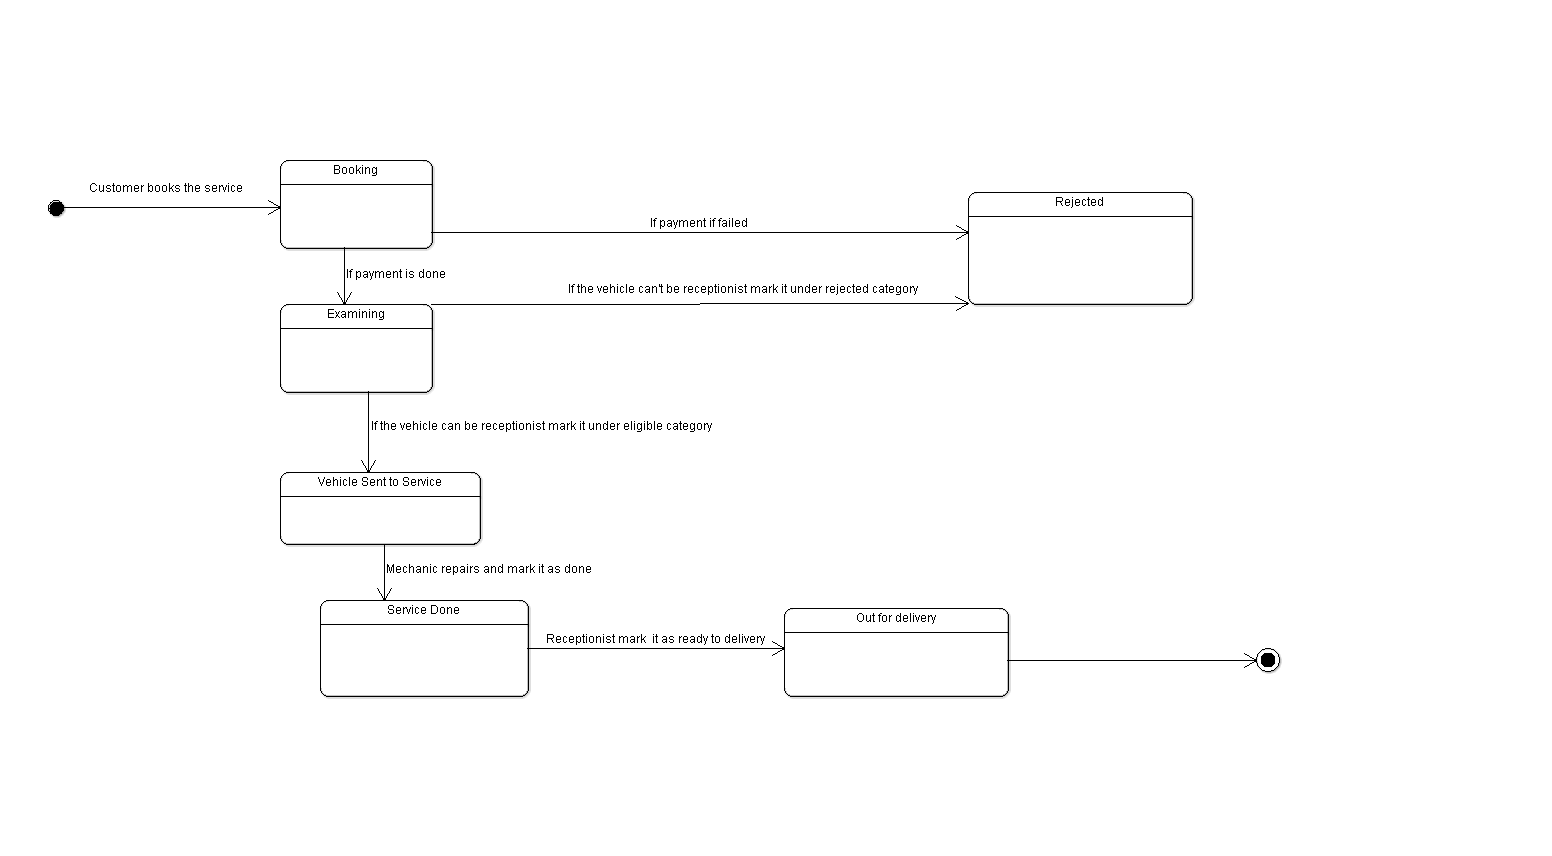 Booking
Customer books the service
Rejected
If payment if failed
If payment is done
If the vehicle can't be receptionist mark it under rejected category
Examining
If the vehicle can be receptionist mark it under eligible category
Vehicle Sent to Service
Mechanic repairs and mark it as done
Service Done
Out for delivery
Receptionist mark  it as ready to delivery